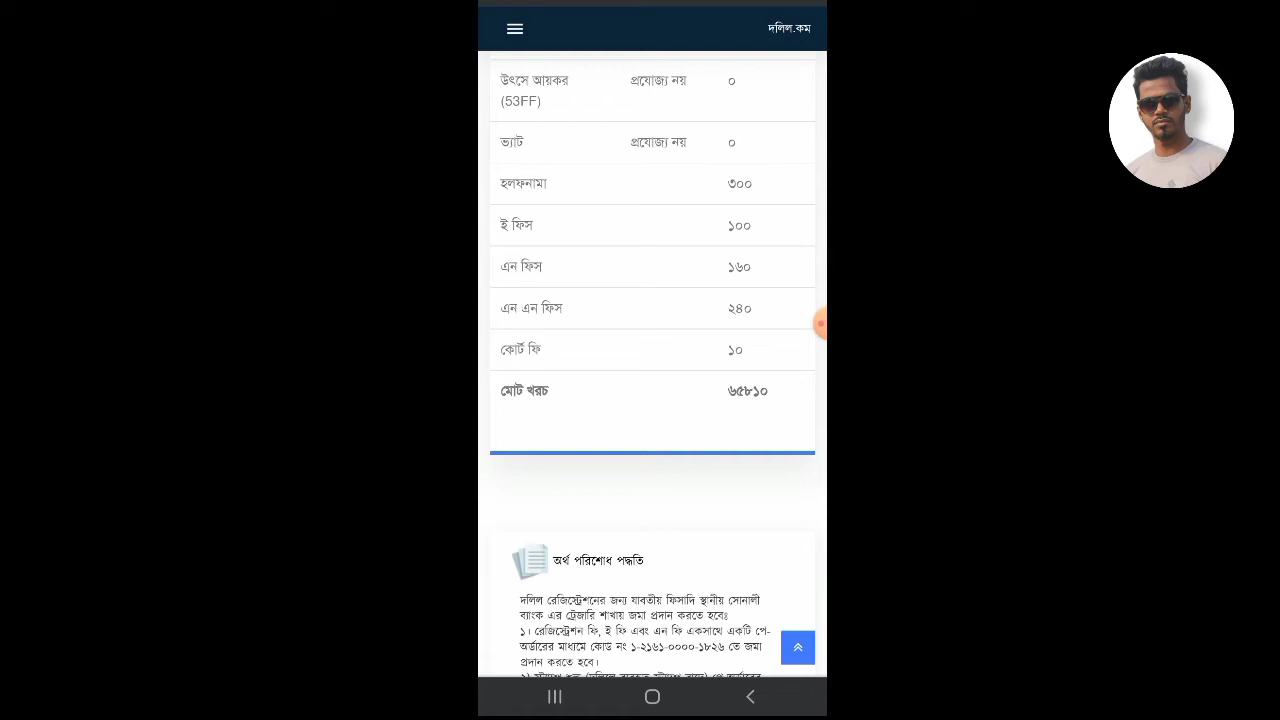 দলিল.কম
উৎসে আয়কর প্রযোজ্য নয় ০
(53FF)
ভ্যাট প্রযোজ্য নয় ০
হলফনামা ৩০০
ই ফিস ১০০
এন ফিস ১৬০
এন এন ফিস ২৪০
কোর্ট ফি ১০
মোট খরচ ৬৫৮১০
অর্থ পরিশোধ পদ্ধতি
দলিল রেজিস্ট্রেশনের জন্য যাবতীয় ফিসাদি স্থানীয় সোনালী
ব্যাংক এর ট্রেজারি শাখায় জমা প্রদান করতে হবেঃ
১। রেজিস্ট্রেশন ফি, ই ফি এবং এন ফি একসাথে একটি পে-
অর্ডারের মাধ্যমে কোড নং ১-২১৬১-০০০০-১৮২৬ তে জমা
প্রদান করতে হবে।